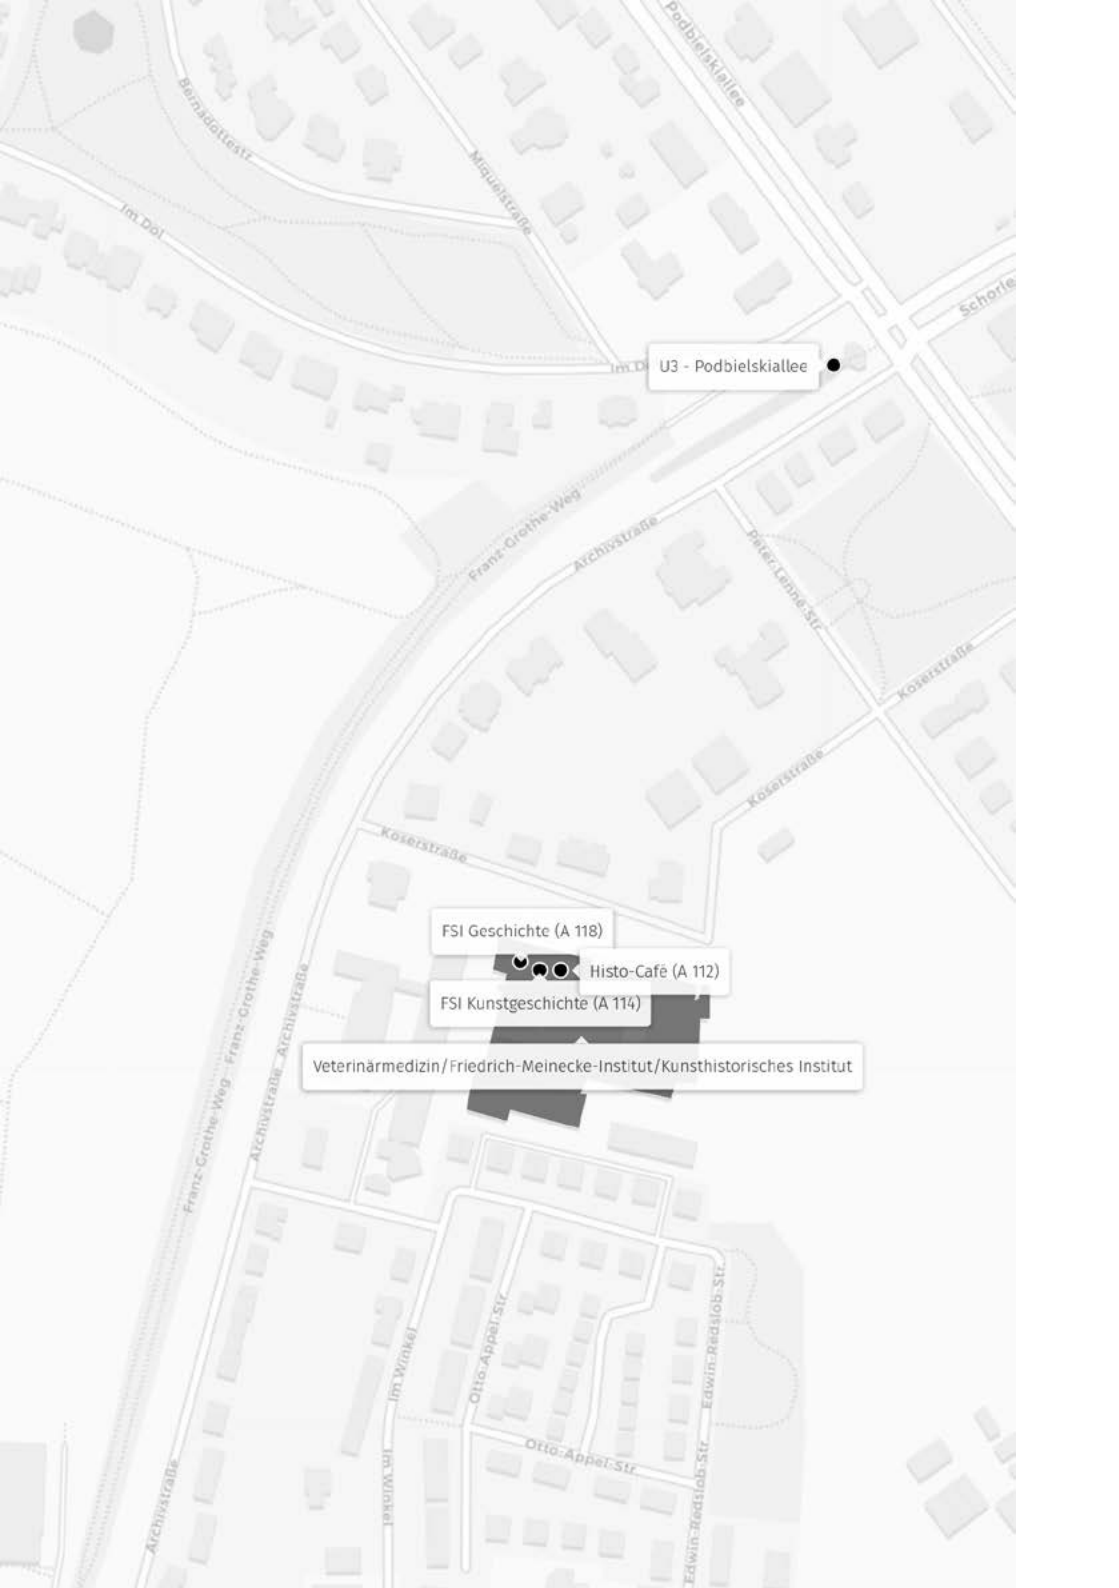 Podbielskiallee
Bernadottestr
Miquelstraße
Im Dol
Schorle
Im D
U3 - Podbielskiallee
Franz-Grothe-Weg
Archivstraße
Peter-Lenné-Str
Koserstraße
Koserstraße
Koserstraße
FSI Geschichte (A 118)
Histo-Café (A 112)
FSI Kunstgeschichte (A 114)
Franz-Grothe-Weg
Franz-Grothe-Weg
Archivstraße
Archivstraße
Veterinärmedizin/Friedrich-Meinecke-Institut/Kunsthistorisches Institut
Otto-Appel-Str
Edwin-Redslob-Str
Im Winkel
Otto-Appel-Str
Im Winkel
Edwin-Redslob-Str
Archivstraße